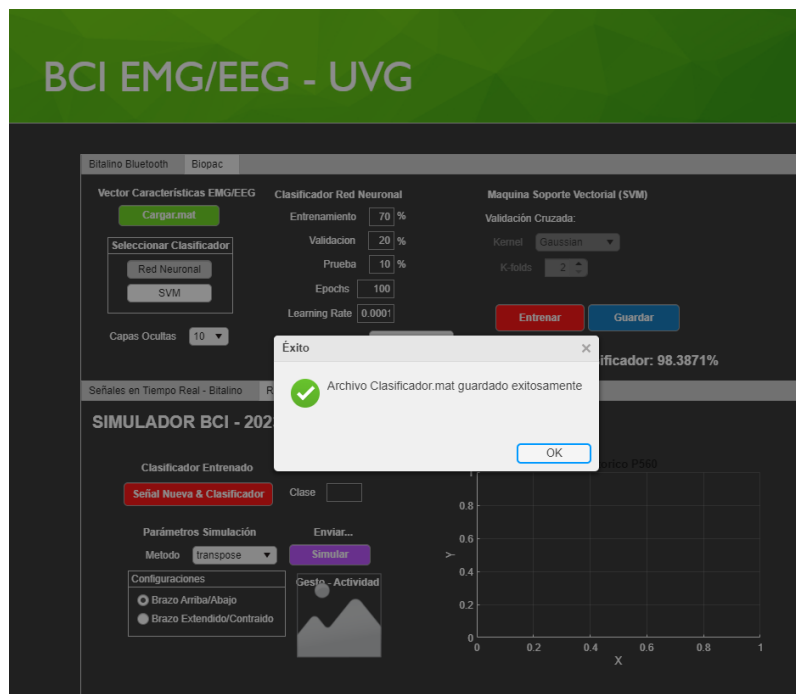 BCI EMG/EEG - UVG
Bitalino Bluetooth Biopac
Vector Características EMG/EEG
Cargar.mat
Seleccionar Clasificador
Red Neuronal
SVM
Capas Ocultas 10
Clasificador Red Neuronal
Entrenamiento 70 %
Validacion 20 %
Prueba 10 %
Epochs 100
Learning Rate 0.0001
Maquina Soporte Vectorial (SVM)
Validación Cruzada:
Kernel Gaussian
K-folds 2
Entrenar Guardar
ificador: 98.3871%
Éxito
Archivo Clasificador.mat guardado exitosamente
OK
Señales en Tiempo Real - Bitalino R
SIMULADOR BCI - 202
Clasificador Entrenado
Señal Nueva & Clasificador Clase
Parámetros Simulación Enviar...
Metodo transpose Simular
Configuraciones
Brazo Arriba/Abajo
Brazo Extendido/Contraido
Gesto - Actividad
orico P560
1
0.8
0.6
0.4
0.2
0
Y
0 0.2 0.4 0.6 0.8 1
X